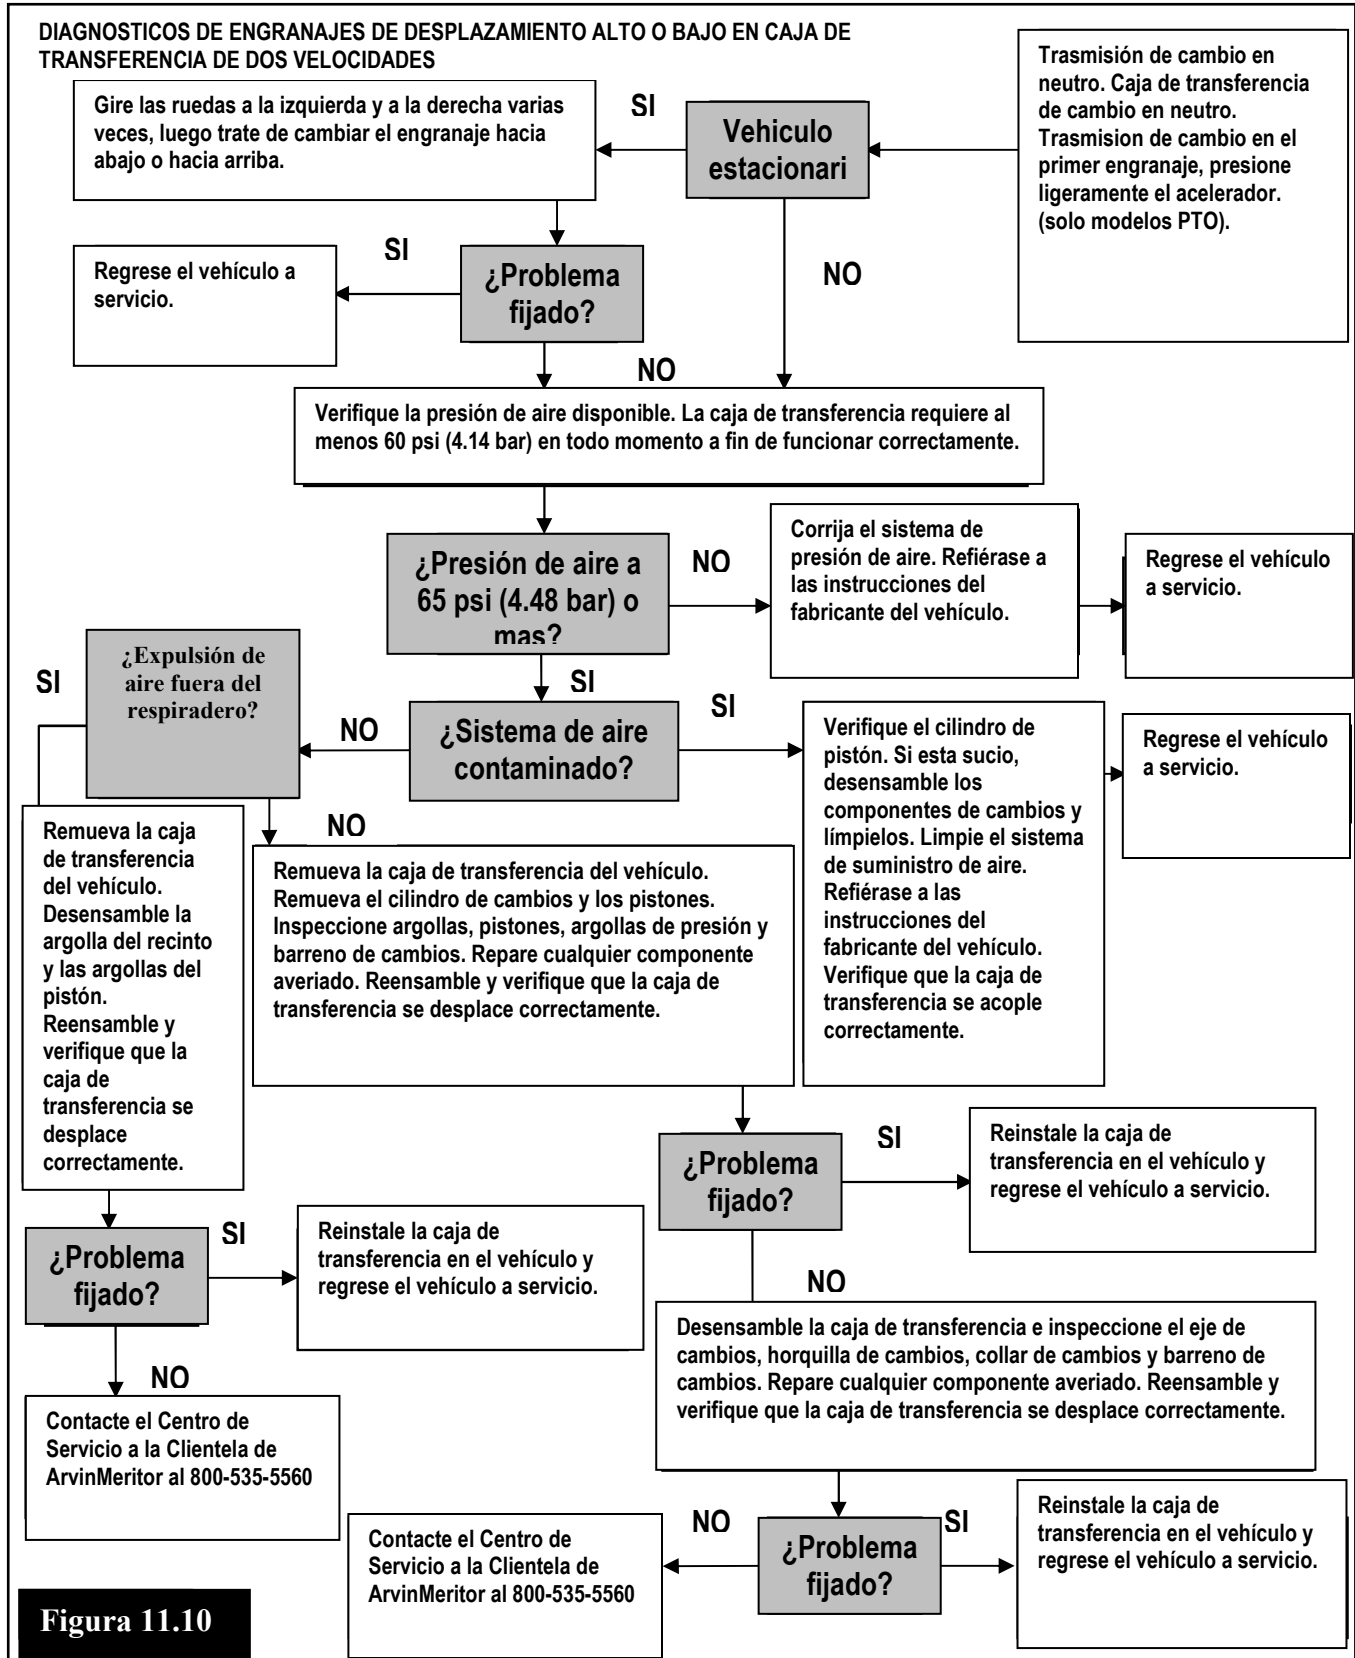 DIAGNOSTICOS DE ENGRANAJES DE DESPLAZAMIENTO ALTO O BAJO EN CAJA DE
TRANSFERENCIA DE DOS VELOCIDADES
Trasmisión de cambio en
neutro. Caja de transferencia
de cambio en neutro.
Trasmision de cambio en el
primer engranaje, presione
ligeramente el acelerador.
(solo modelos PTO).
Vehiculo
estacionari
SI
Gire las ruedas a la izquierda y a la derecha varias
veces, luego trate de cambiar el engranaje hacia
abajo o hacia arriba.
NO
¿Problema
fijado?
SI
Regrese el vehículo a
servicio.
NO
Verifique la presión de aire disponible. La caja de transferencia requiere al
menos 60 psi (4.14 bar) en todo momento a fin de funcionar correctamente.
¿Presión de aire a
65 psi (4.48 bar) o
mas?
NO
Corrija el sistema de
presión de aire. Refiérase a
las instrucciones del
fabricante del vehículo.
Regrese el vehículo
a servicio.
SI
¿Sistema de aire
contaminado?
SI
Verifique el cilindro de
pistón. Si esta sucio,
desensamble los
componentes de cambios y
límpielos. Limpie el sistema
de suministro de aire.
Refiérase a las
instrucciones del
fabricante del vehículo.
Verifique que la caja de
transferencia se acople
correctamente.
Regrese el vehículo
a servicio.
NO
¿Expulsión de
aire fuera del
respiradero?
SI
Remueva la caja
de transferencia
del vehículo.
Desensamble la
argolla del recinto
y las argollas del
pistón.
Reensamble y
verifique que la
caja de
transferencia se
desplace
correctamente.
NO
Remueva la caja de transferencia del vehículo.
Remueva el cilindro de cambios y los pistones.
Inspeccione argollas, pistones, argollas de presión y
barreno de cambios. Repare cualquier componente
averiado. Reensamble y verifique que la caja de
transferencia se desplace correctamente.
¿Problema
fijado?
SI
Reinstale la caja de
transferencia en el vehículo y
regrese el vehículo a servicio.
¿Problema
fijado?
SI
Reinstale la caja de
transferencia en el vehículo y
regrese el vehículo a servicio.
NO
Contacte el Centro de
Servicio a la Clientela de
ArvinMeritor al 800-535-5560
NO
Desensamble la caja de transferencia e inspeccione el eje de
cambios, horquilla de cambios, collar de cambios y barreno de
cambios. Repare cualquier componente averiado. Reensamble y
verifique que la caja de transferencia se desplace correctamente.
¿Problema
fijado?
NO
Contacte el Centro de
Servicio a la Clientela de
ArvinMeritor al 800-535-5560
SI
Reinstale la caja de
transferencia en el vehículo y
regrese el vehículo a servicio.
Figura 11.10